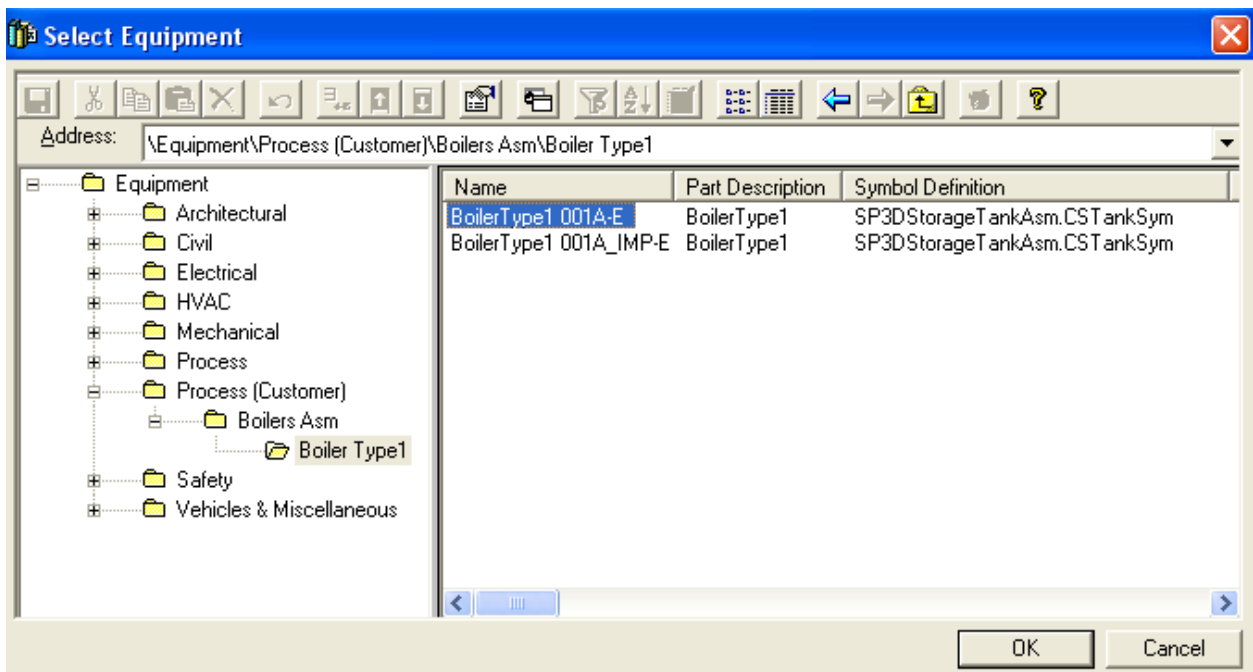 Select Equipment
Address: \Equipment\Process (Customer)\Boilers Asm\Boiler Type1
Equipment
Architectural
Civil
Electrical
HVAC
Mechanical
Process
Process (Customer)
Boilers Asm
Boiler Type1
Safety
Vehicles & Miscellaneous
Name Part Description Symbol Definition
BoilerType1 001A-E BoilerType1 SP3DStorageTankAsm.CSTankSym
BoilerType1 001A_IMP-E BoilerType1 SP3DStorageTankAsm.CSTankSym
OK Cancel